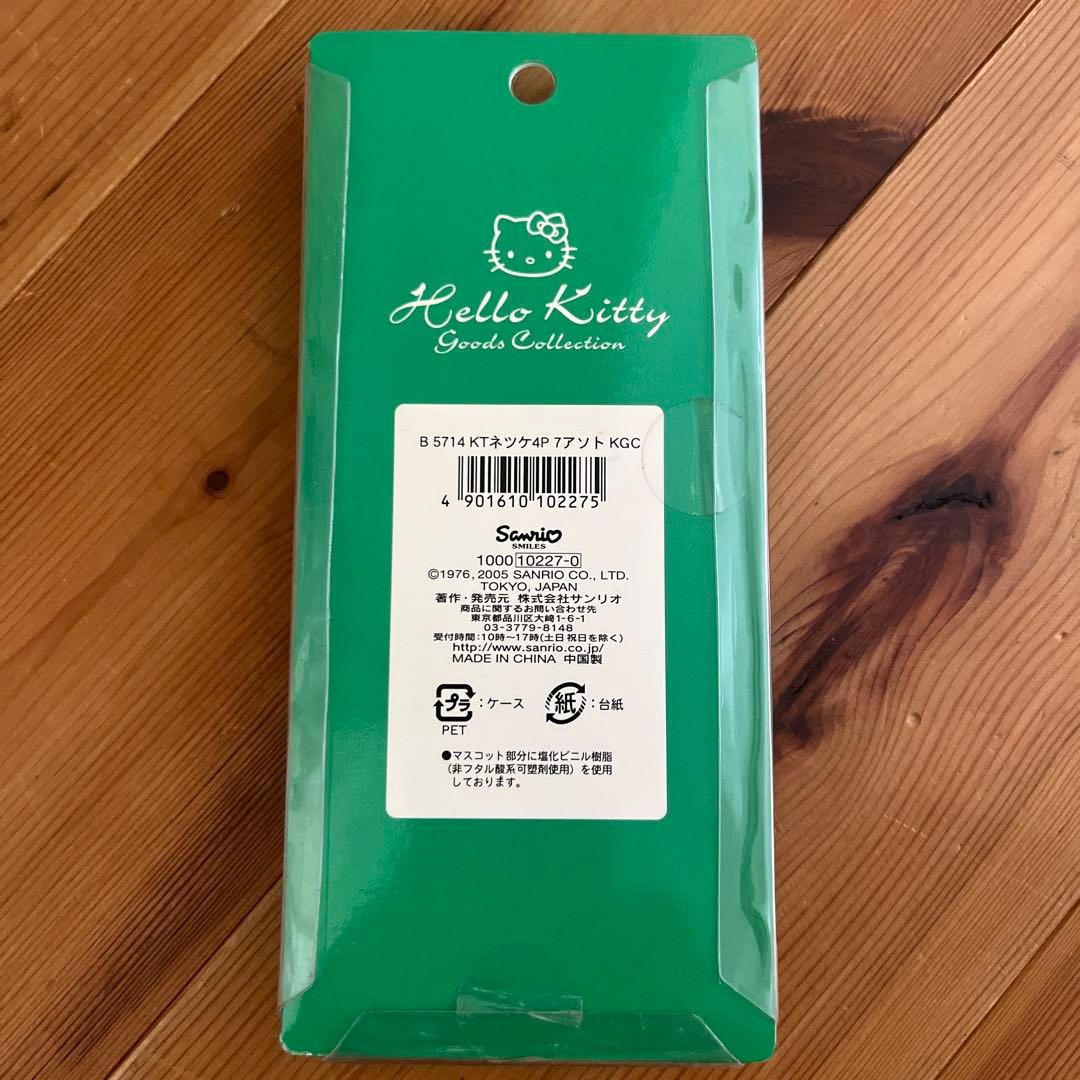 Hello Kitty
Goods Collection
B 5714 KTネツケ4P 7アソト KGC
4 901610 102275
Sanrio
SMILES
1000 10227-0
©1976, 2005 SANRIO CO., LTD.
TOKYO, JAPAN
著作・発売元 株式会社サンリオ
商品に関するお問い合わせ先
東京都品川区大崎1-6-1
03-3779-8148
受付時間:10時~17時(土日祝日を除く)
http://www.sanrio.co.jp/
MADE IN CHINA 中国製
プラ :ケース 紙 :台紙
PET
●マスコット部分に塩化ビニル樹脂
(非フタル酸系可塑剤使用)を使用
しております。